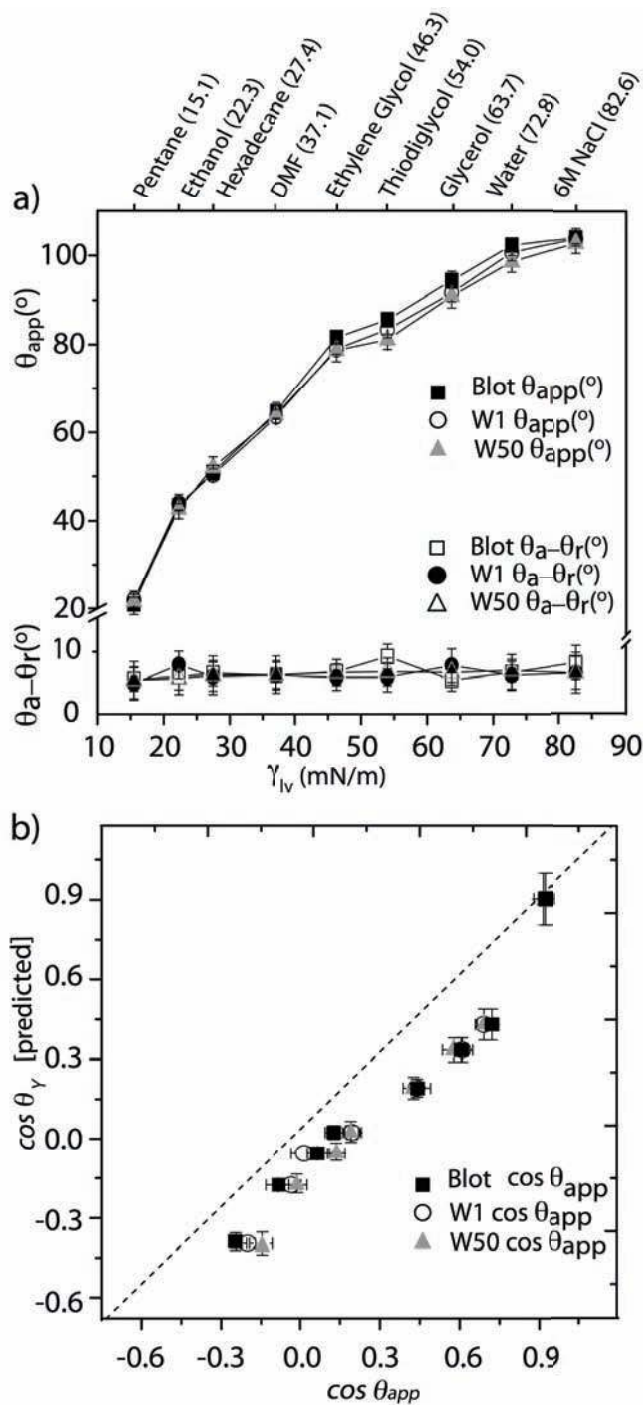 Pentane (15.1)
Ethanol (22.3)
Hexadecane (27.4)
DMF (37.1)
Ethylene Glycol (46.3)
Thiodiglycol (54.0)
Glycerol (63.7)
Water (72.8)
6M NaCl (82.6)
a)
100
80
60
40
20
10
0
θapp(º)
θa–θr(º)
Blot θapp(º)
W1 θapp(º)
W50 θapp(º)
Blot θa–θr(º)
W1 θa–θr(º)
W50 θa–θr(º)
10 20 30 40 50 60 70 80 90
γlv (mN/m)
b)
0.9
0.6
0.3
0.0
-0.3
-0.6
cos θY [predicted]
Blot cos θapp
W1 cos θapp
W50 cos θapp
-0.6 -0.3 0.0 0.3 0.6 0.9
cos θapp